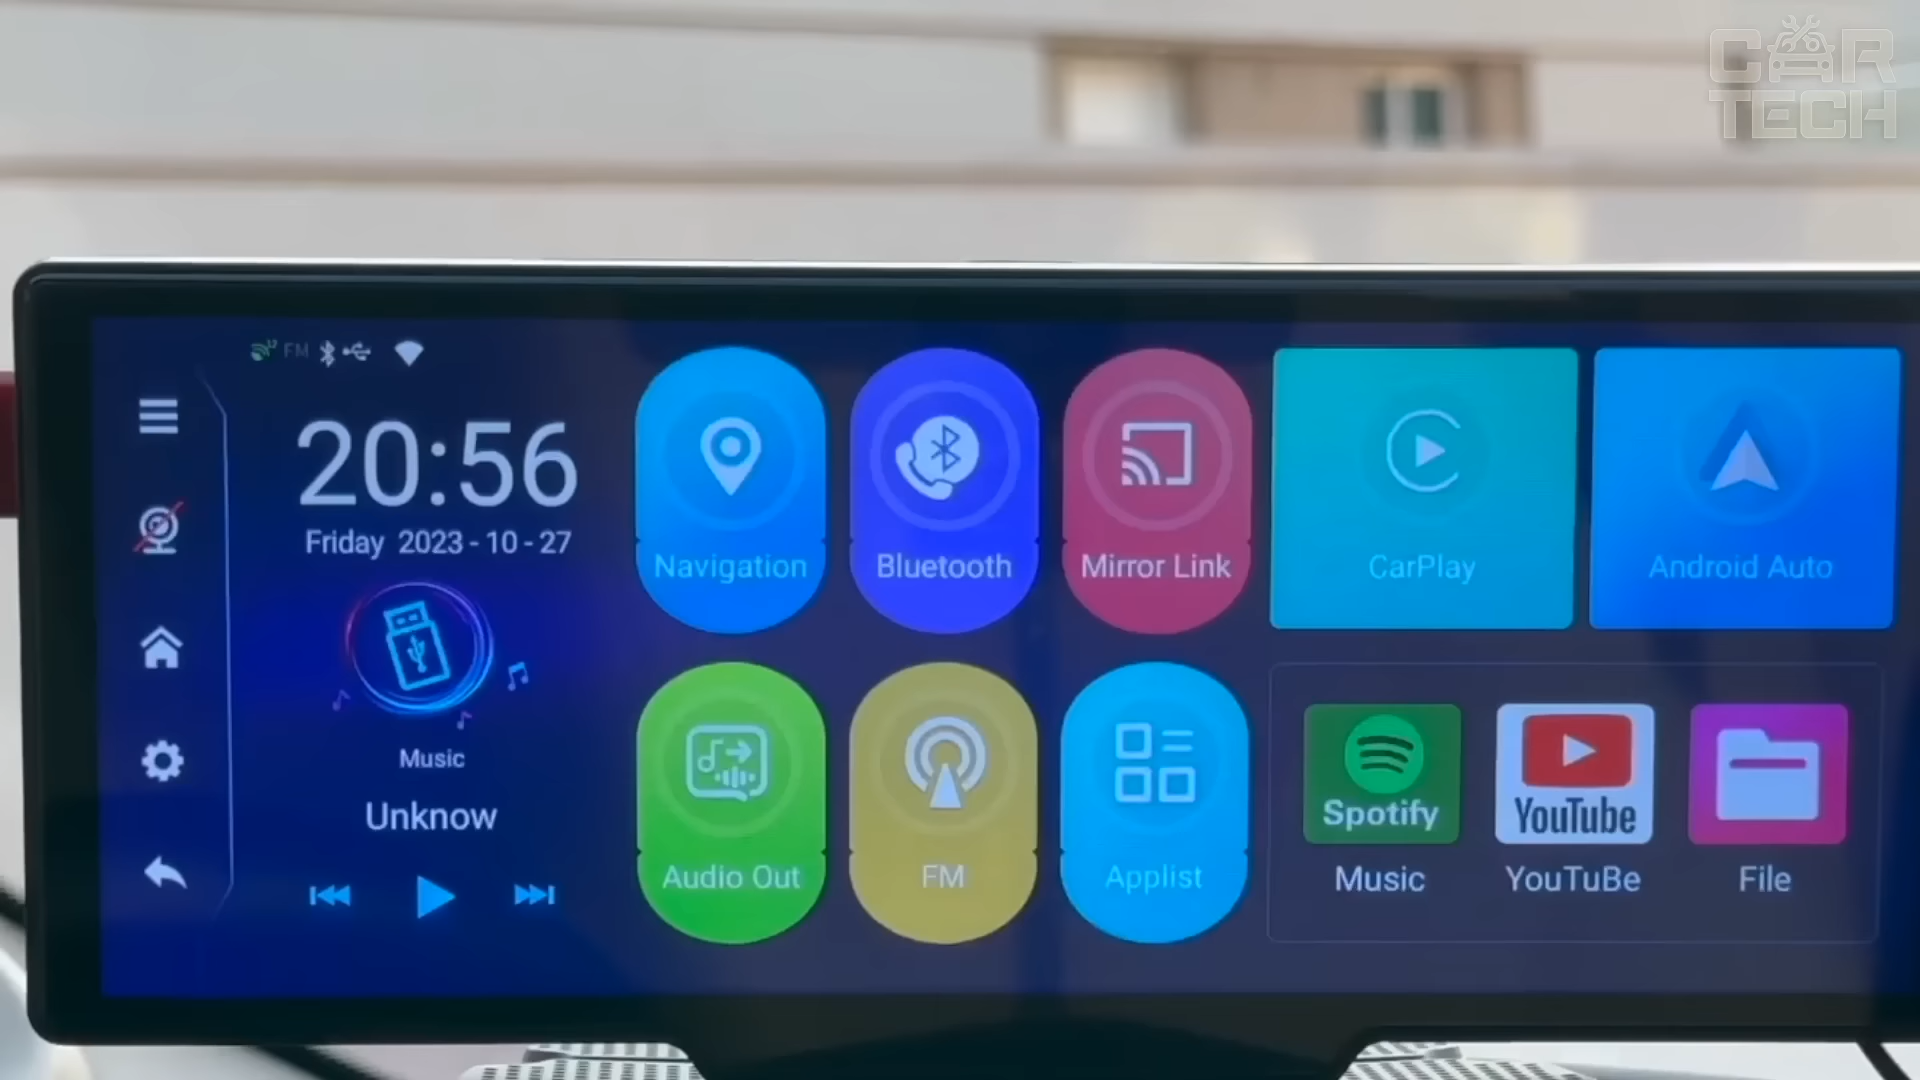 CAR
TECH
12 FM
20:56
Friday 2023-10-27
Music
Unknow
Navigation
Bluetooth
Mirror Link
CarPlay
Android Auto
Audio Out
FM
Applist
Spotify
Music
YouTube
YouTuBe
File